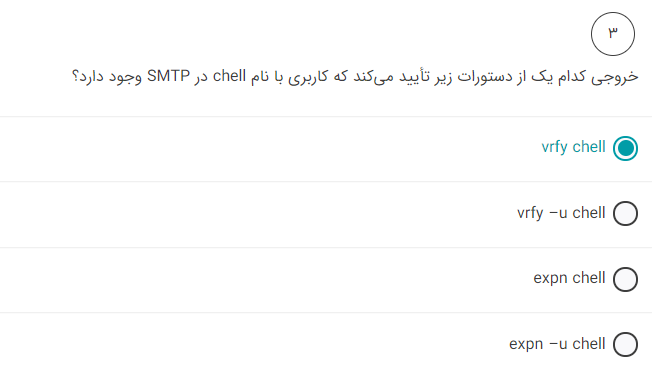 ۳
خروجی کدام یک از دستورات زیر تأیید می‌کند که کاربری با نام chell در SMTP وجود دارد؟
vrfy chell
vrfy –u chell
expn chell
expn –u chell